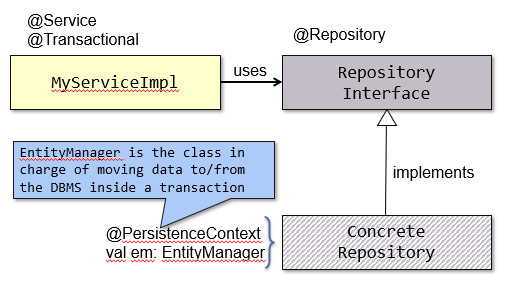 @Service
@Transactional
@Repository
MyServiceImpl
uses
Repository
Interface
EntityManager is the class in
charge of moving data to/from
the DBMS inside a transaction
implements
@PersistenceContext
val em: EntityManager
Concrete
Repository